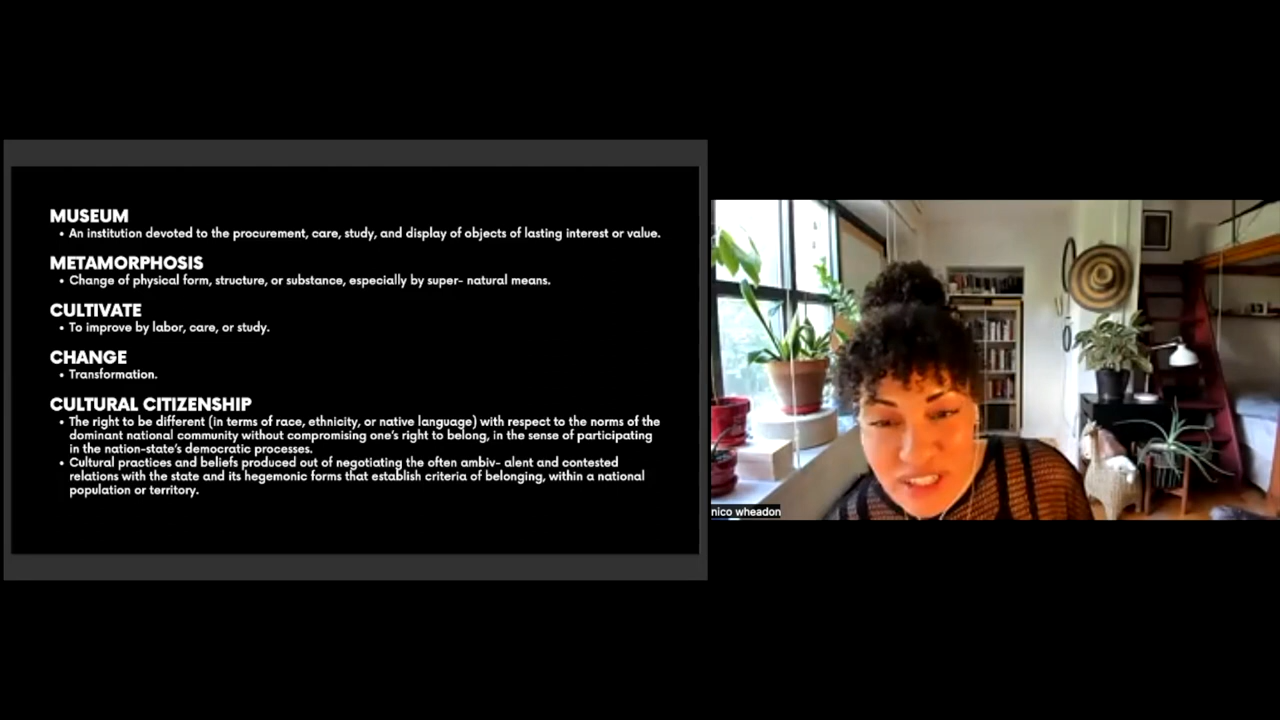 MUSEUM
• An institution devoted to the procurement, care, study, and display of objects of lasting interest or value.
METAMORPHOSIS
• Change of physical form, structure, or substance, especially by super- natural means.
CULTIVATE
• To improve by labor, care, or study.
CHANGE
• Transformation.
CULTURAL CITIZENSHIP
• The right to be different (in terms of race, ethnicity, or native language) with respect to the norms of the
dominant national community without compromising one's right to belong, in the sense of participating
in the nation-state's democratic processes.
• Cultural practices and beliefs produced out of negotiating the often ambiv- alent and contested
relations with the state and its hegemonic forms that establish criteria of belonging, within a national
population or territory.
nico wheadon